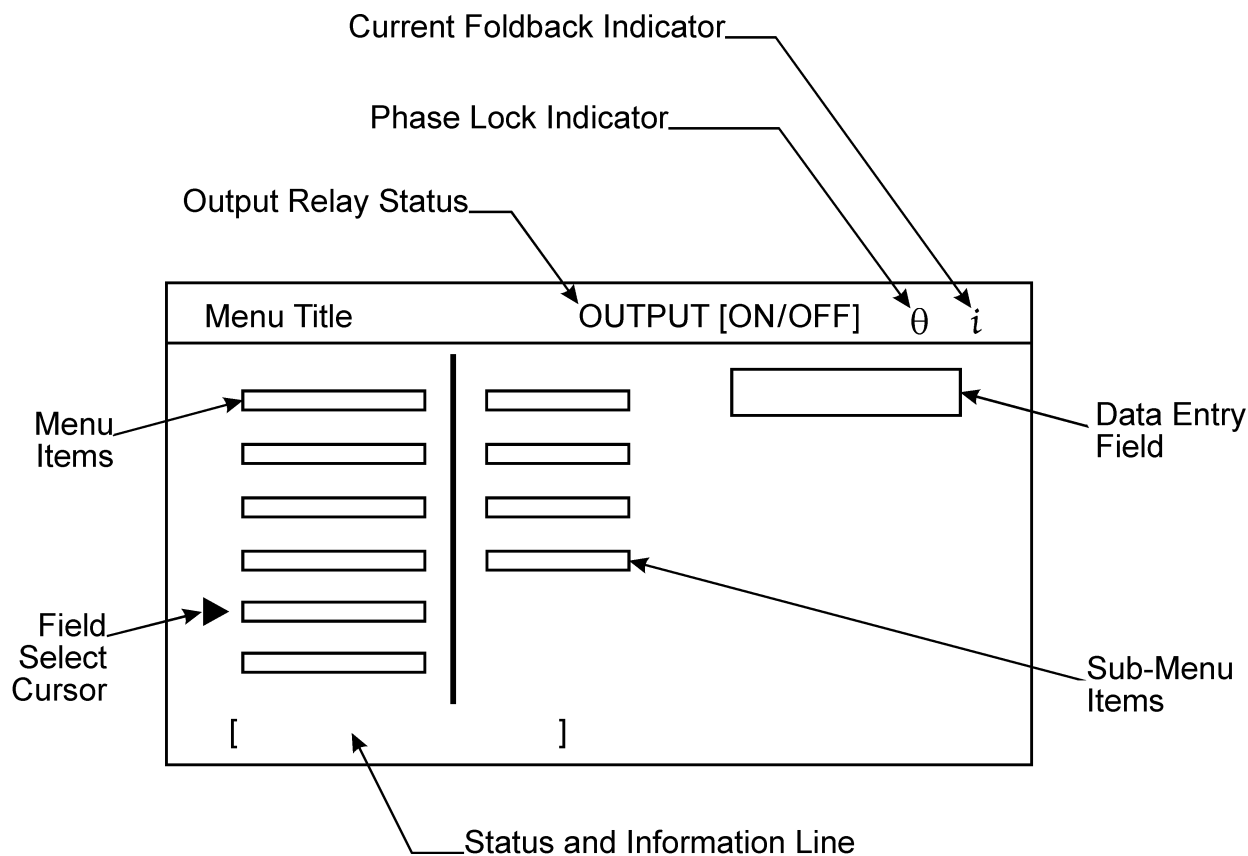 Current Foldback Indicator
Phase Lock Indicator
Output Relay Status
Menu Title OUTPUT [ON/OFF] θ i
Menu
Items
Data Entry
Field
Field
Select
Cursor
Sub-Menu
Items
[ ]
Status and Information Line